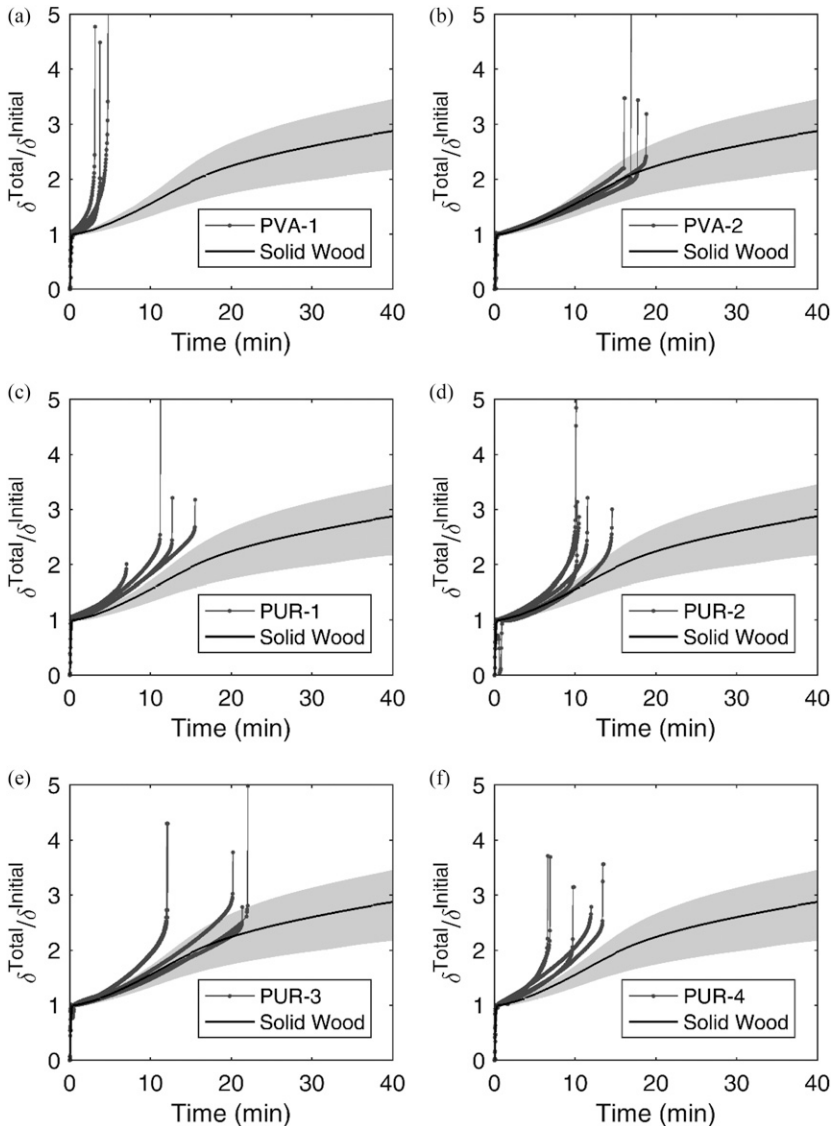 (a)
5
4
3
2
1
0
δTotal/δInitial
PVA-1
Solid Wood
0 10 20 30 40
Time (min)
(b)
5
4
3
2
1
0
δTotal/δInitial
PVA-2
Solid Wood
0 10 20 30 40
Time (min)
(c)
5
4
3
2
1
0
δTotal/δInitial
PUR-1
Solid Wood
0 10 20 30 40
Time (min)
(d)
5
4
3
2
1
0
δTotal/δInitial
PUR-2
Solid Wood
0 10 20 30 40
Time (min)
(e)
5
4
3
2
1
0
δTotal/δInitial
PUR-3
Solid Wood
0 10 20 30 40
Time (min)
(f)
5
4
3
2
1
0
δTotal/δInitial
PUR-4
Solid Wood
0 10 20 30 40
Time (min)